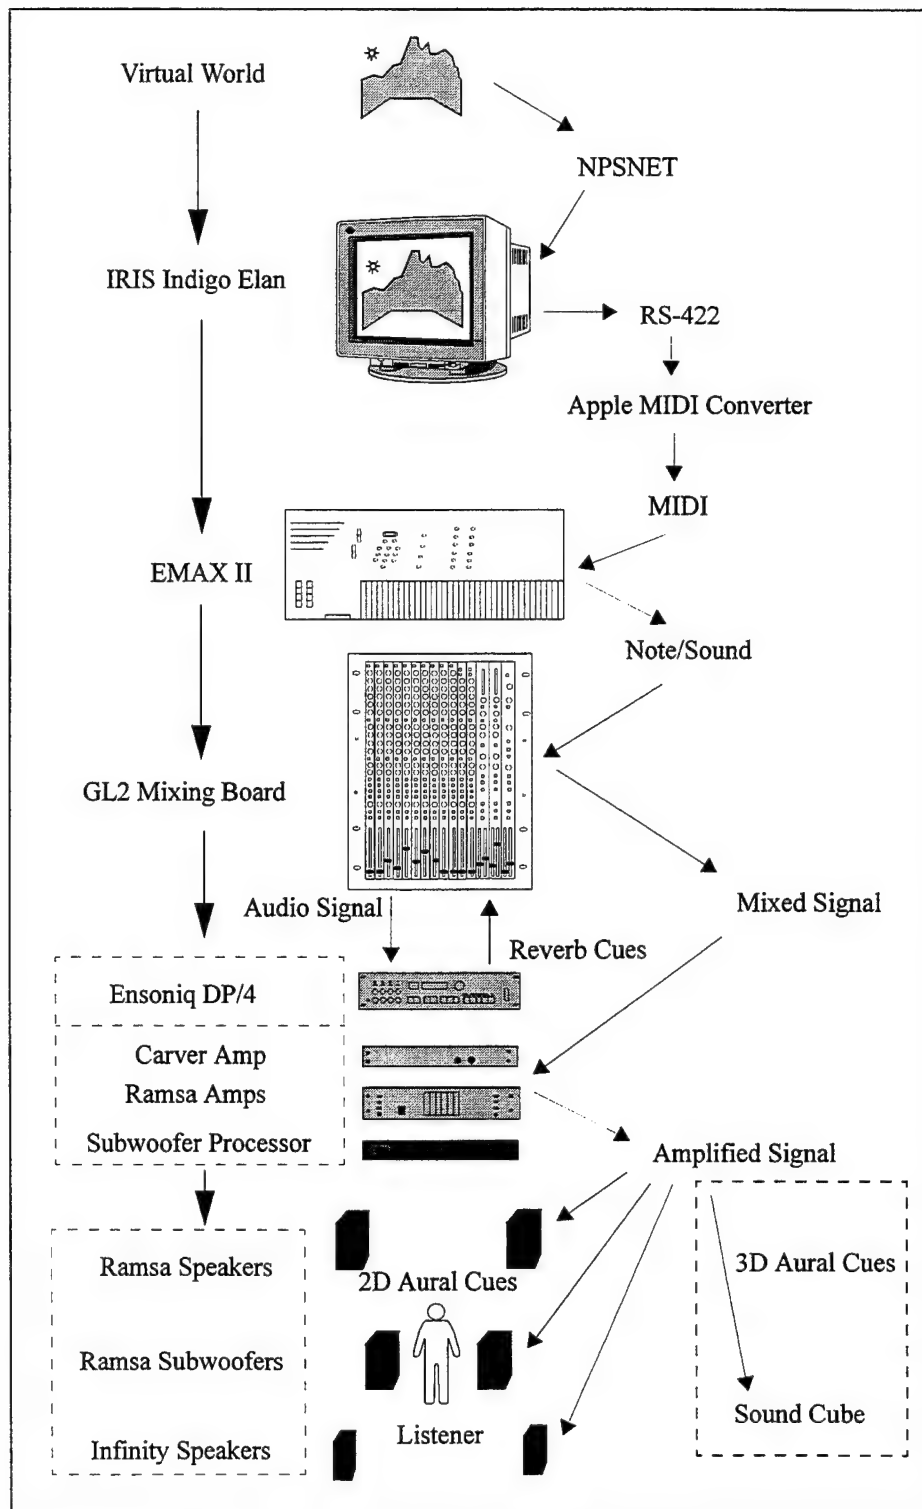 Virtual World
NPSNET
IRIS Indigo Elan
RS-422
Apple MIDI Converter
MIDI
EMAX II
Note/Sound
GL2 Mixing Board
Audio Signal
Mixed Signal
Reverb Cues
Ensoniq DP/4
Carver Amp
Ramsa Amps
Subwoofer Processor
Amplified Signal
Ramsa Speakers
2D Aural Cues
3D Aural Cues
Ramsa Subwoofers
Sound Cube
Listener
Infinity Speakers